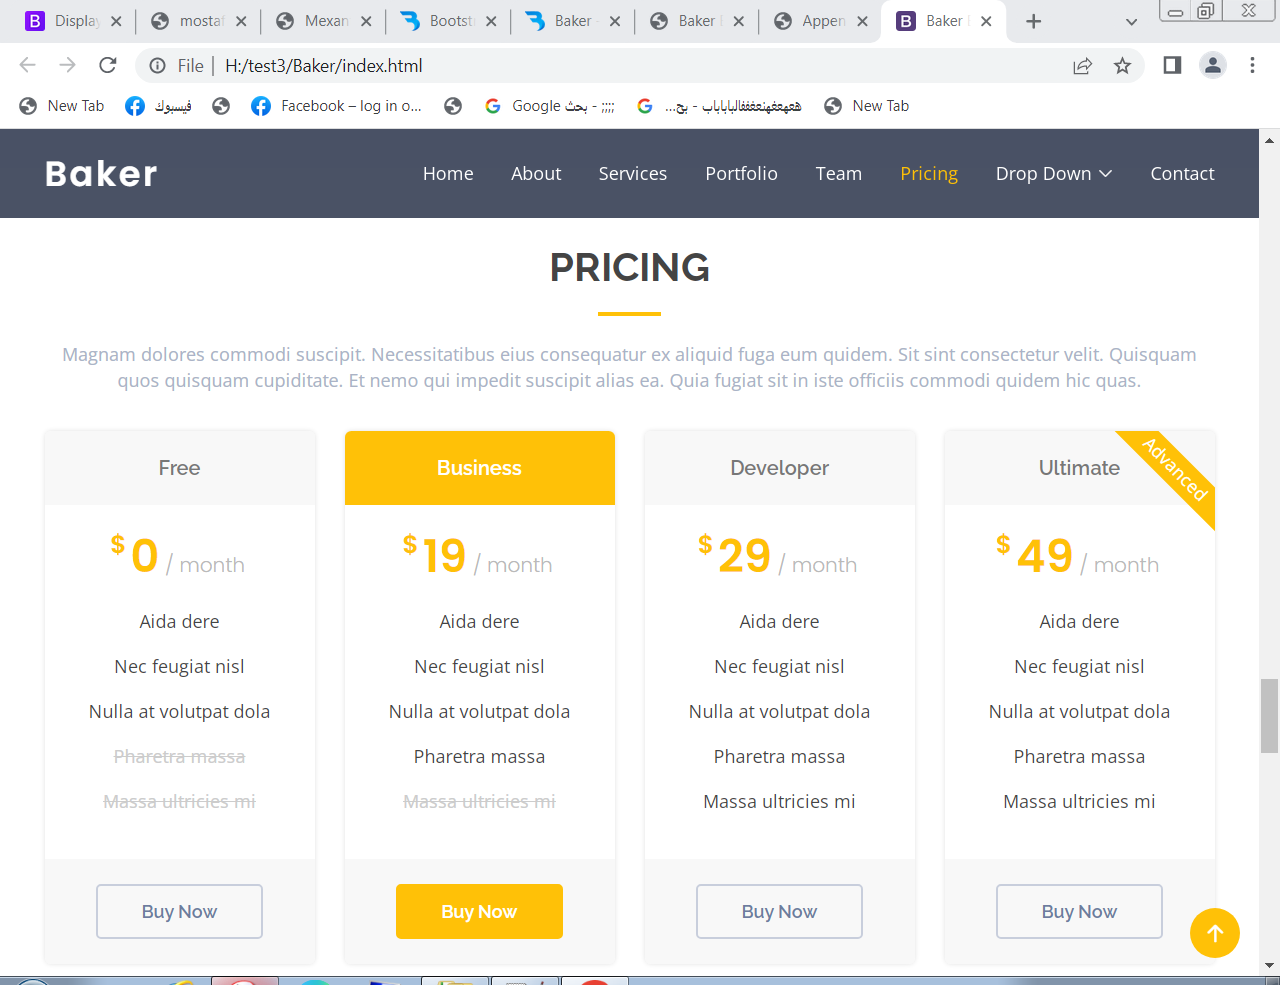 Display
mostaf
Mexan
Bootst
Baker
Baker
Appen
Baker
File
H:/test3/Baker/index.html
New Tab
فيسبوك
Facebook – log in o...
Google بحث - ;;;;
New Tab
Baker
Home
About
Services
Portfolio
Team
Pricing
Drop Down
Contact
PRICING
Magnam dolores commodi suscipit. Necessitatibus eius consequatur ex aliquid fuga eum quidem. Sit sint consectetur velit. Quisquam
quos quisquam cupiditate. Et nemo qui impedit suscipit alias ea. Quia fugiat sit in iste officiis commodi quidem hic quas.
Free
$0 / month
Aida dere
Nec feugiat nisl
Nulla at volutpat dola
Pharetra massa
Massa ultricies mi
Buy Now
Business
$19 / month
Aida dere
Nec feugiat nisl
Nulla at volutpat dola
Pharetra massa
Massa ultricies mi
Buy Now
Developer
$29 / month
Aida dere
Nec feugiat nisl
Nulla at volutpat dola
Pharetra massa
Massa ultricies mi
Buy Now
Ultimate
Advanced
$49 / month
Aida dere
Nec feugiat nisl
Nulla at volutpat dola
Pharetra massa
Massa ultricies mi
Buy Now